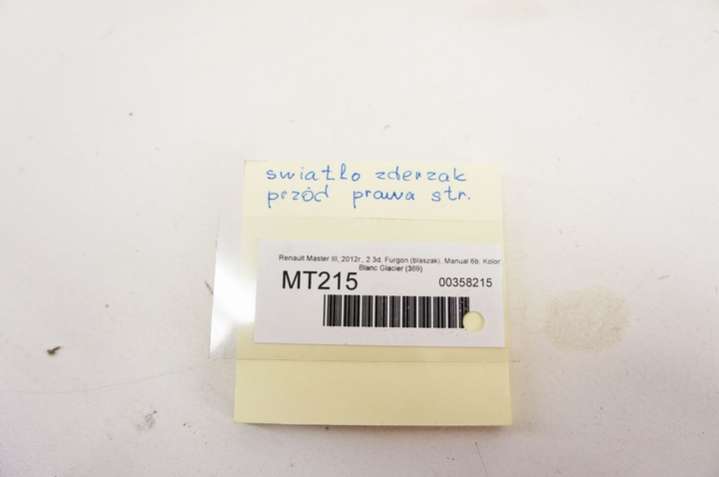 swiatło zderzak
przód prawa str.
Renault Master III, 2012r., 2.3d, Furgon (blaszak), Manual 6b, Kolor:
Blanc Glacier (369)
MT215
00358215